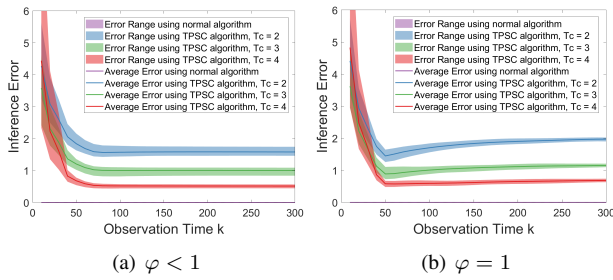 6
5
4
3
2
1
0
0
50
100
150
200
250
300
Inference Error
Observation Time k
Error Range using normal algorithm
Error Range using TPSC algorithm, Tc = 2
Error Range using TPSC algorithm, Tc = 3
Error Range using TPSC algorithm, Tc = 4
Average Error using normal algorithm
Average Error using TPSC algorithm, Tc = 2
Average Error using TPSC algorithm, Tc = 3
Average Error using TPSC algorithm, Tc = 4
(a) φ < 1
6
5
4
3
2
1
0
0
50
100
150
200
250
300
Inference Error
Observation Time k
Error Range using normal algorithm
Error Range using TPSC algorithm, Tc = 2
Error Range using TPSC algorithm, Tc = 3
Error Range using TPSC algorithm, Tc = 4
Average Error using normal algorithm
Average Error using TPSC algorithm, Tc = 2
Average Error using TPSC algorithm, Tc = 3
Average Error using TPSC algorithm, Tc = 4
(b) φ = 1